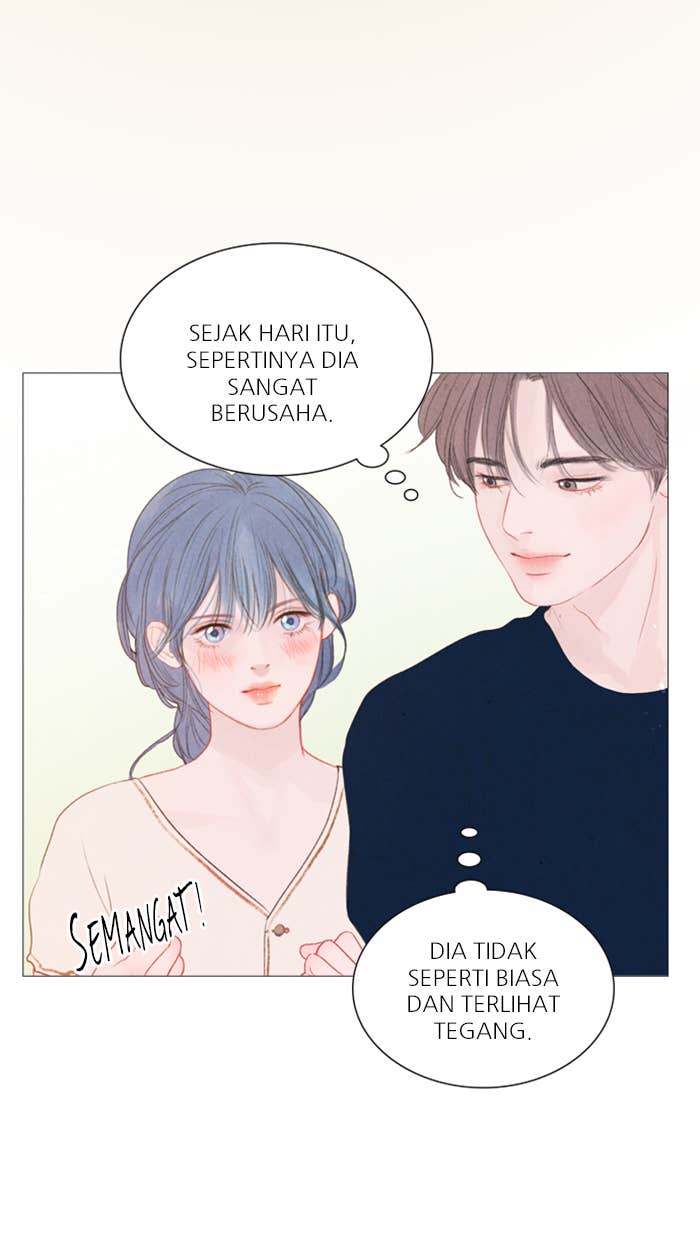 SEJAK HARI ITU,
SEPERTINYA DIA
SANGAT
BERUSAHA.
SEMANGAT!
DIA TIDAK
SEPERTI BIASA
DAN TERLIHAT
TEGANG.